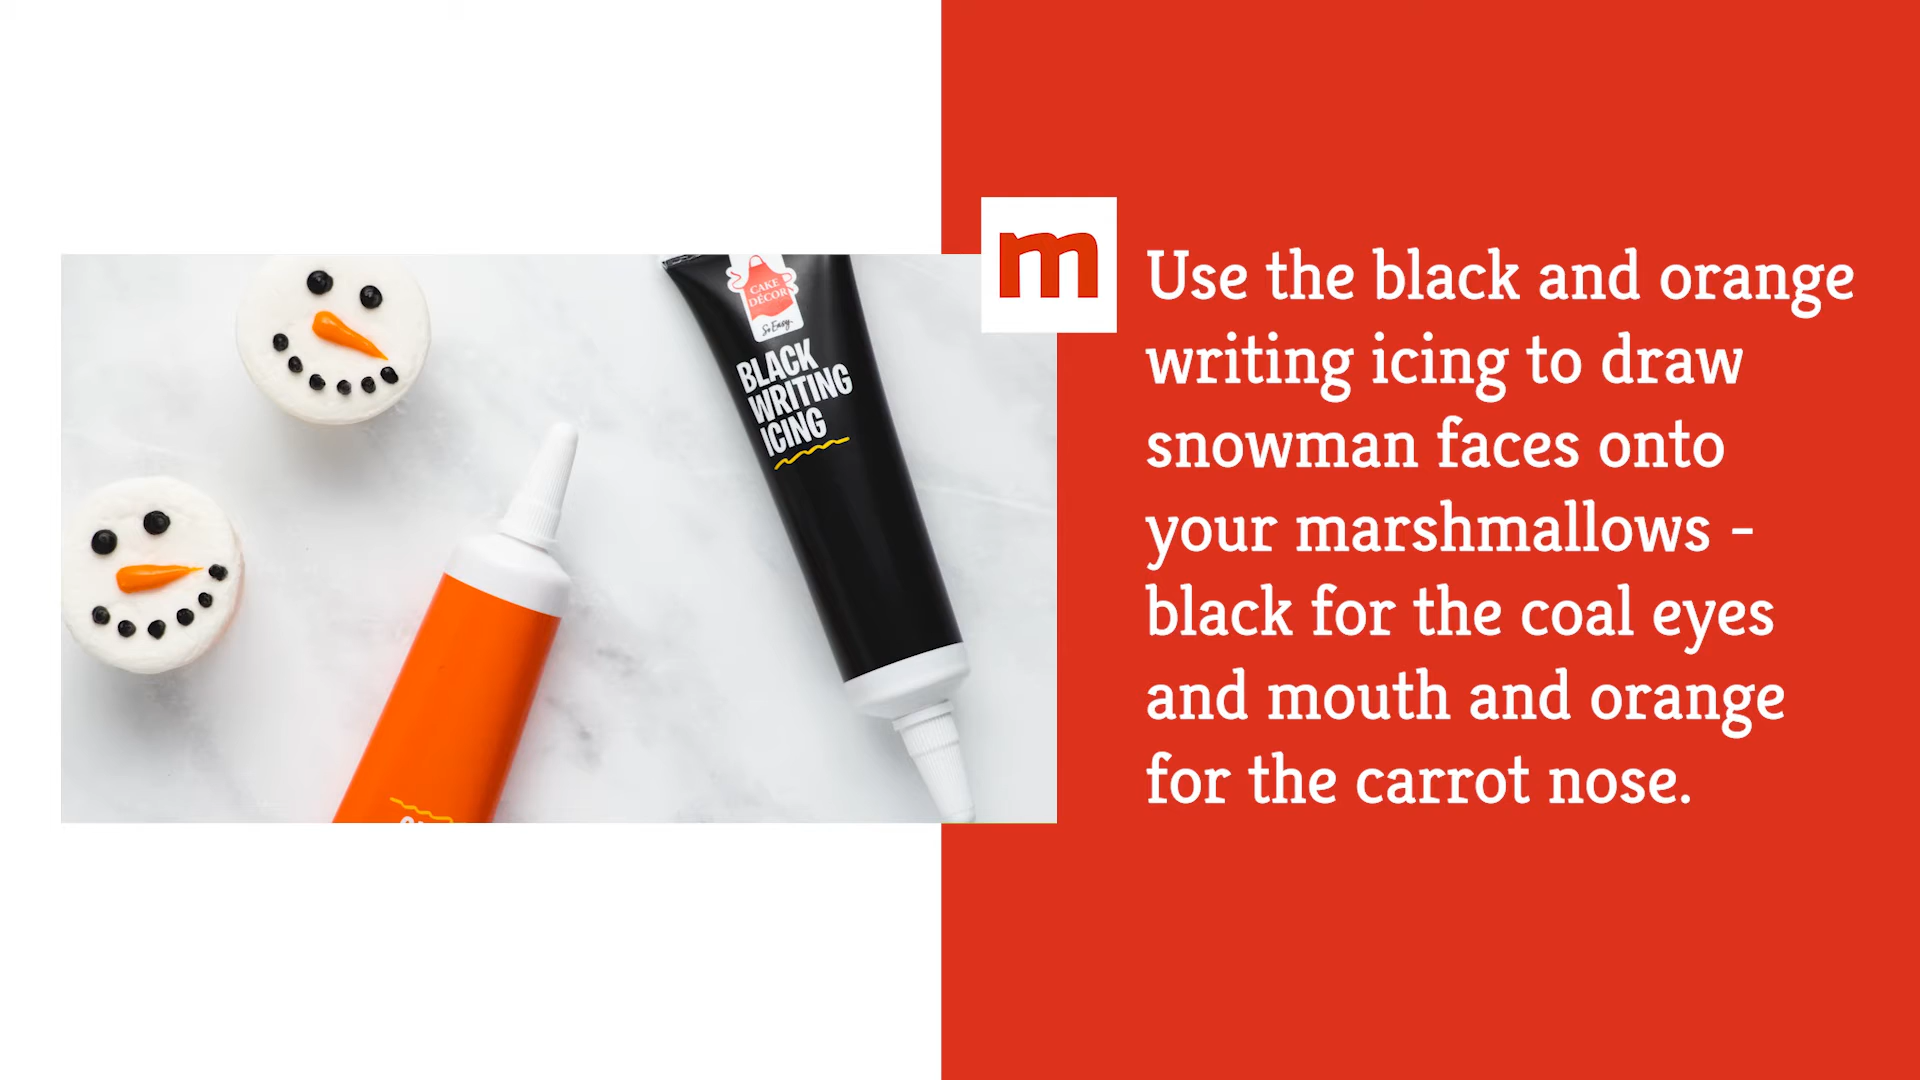 CAKE
DÉCOR
So Easy
BLACK
WRITING
ICING
m
Use the black and orange
writing icing to draw
snowman faces onto
your marshmallows -
black for the coal eyes
and mouth and orange
for the carrot nose.